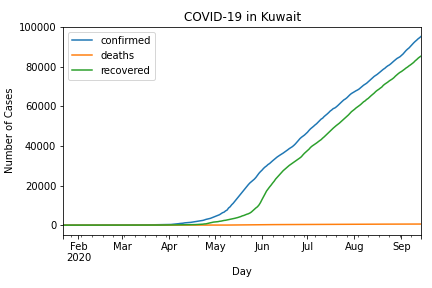 COVID-19 in Kuwait
confirmed
deaths
recovered
Number of Cases
100000
80000
60000
40000
20000
0
Feb
2020
Mar
Apr
May
Jun
Jul
Aug
Sep
Day